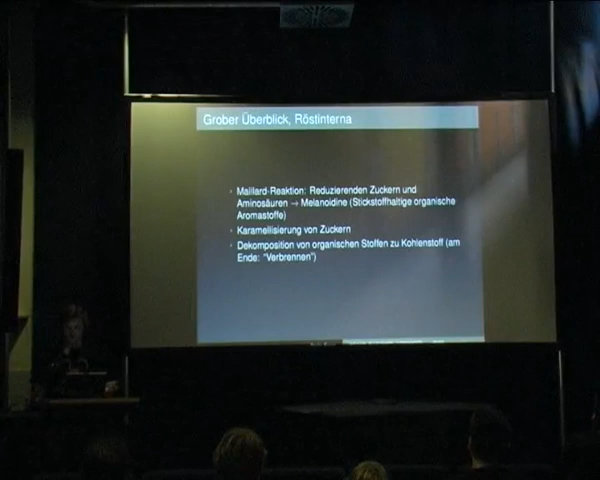 Grober Überblick, Röstinterna
Maillard-Reaktion: Reduzierenden Zuckern und
Aminosäuren → Melanoidine (Stickstoffhaltige organische
Aromastoffe)
Karamellisierung von Zuckern
Dekomposition von organischen Stoffen zu Kohlenstoff (am
Ende: "Verbrennen")